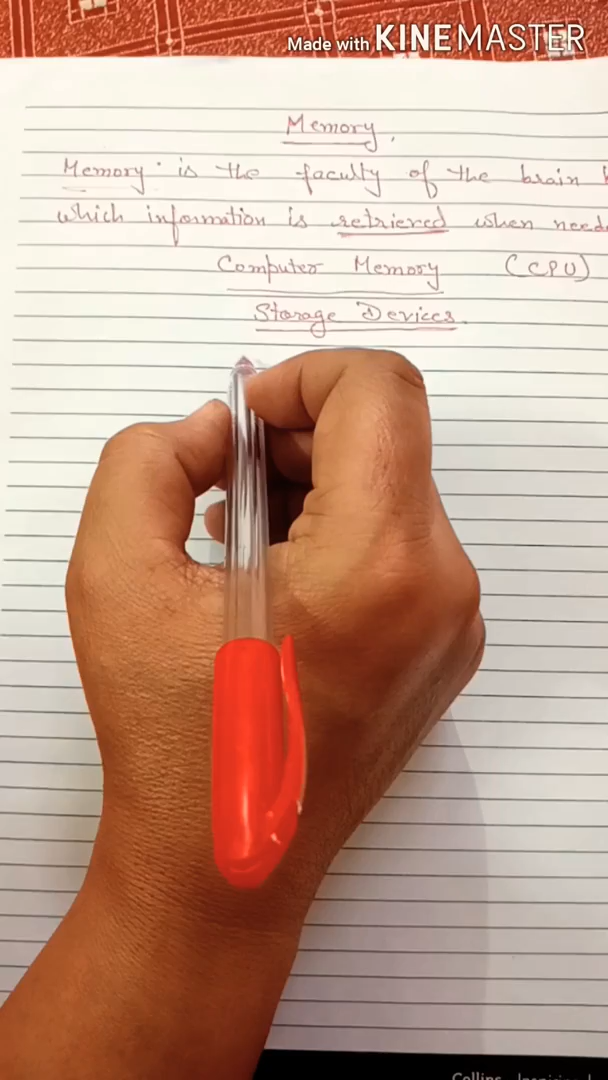 Made with KINEMASTER
Memory.
Memory is the faculty of the brain
which information is retrieved when need
Computer Memory (CPU)
Storage Devices.
Collins